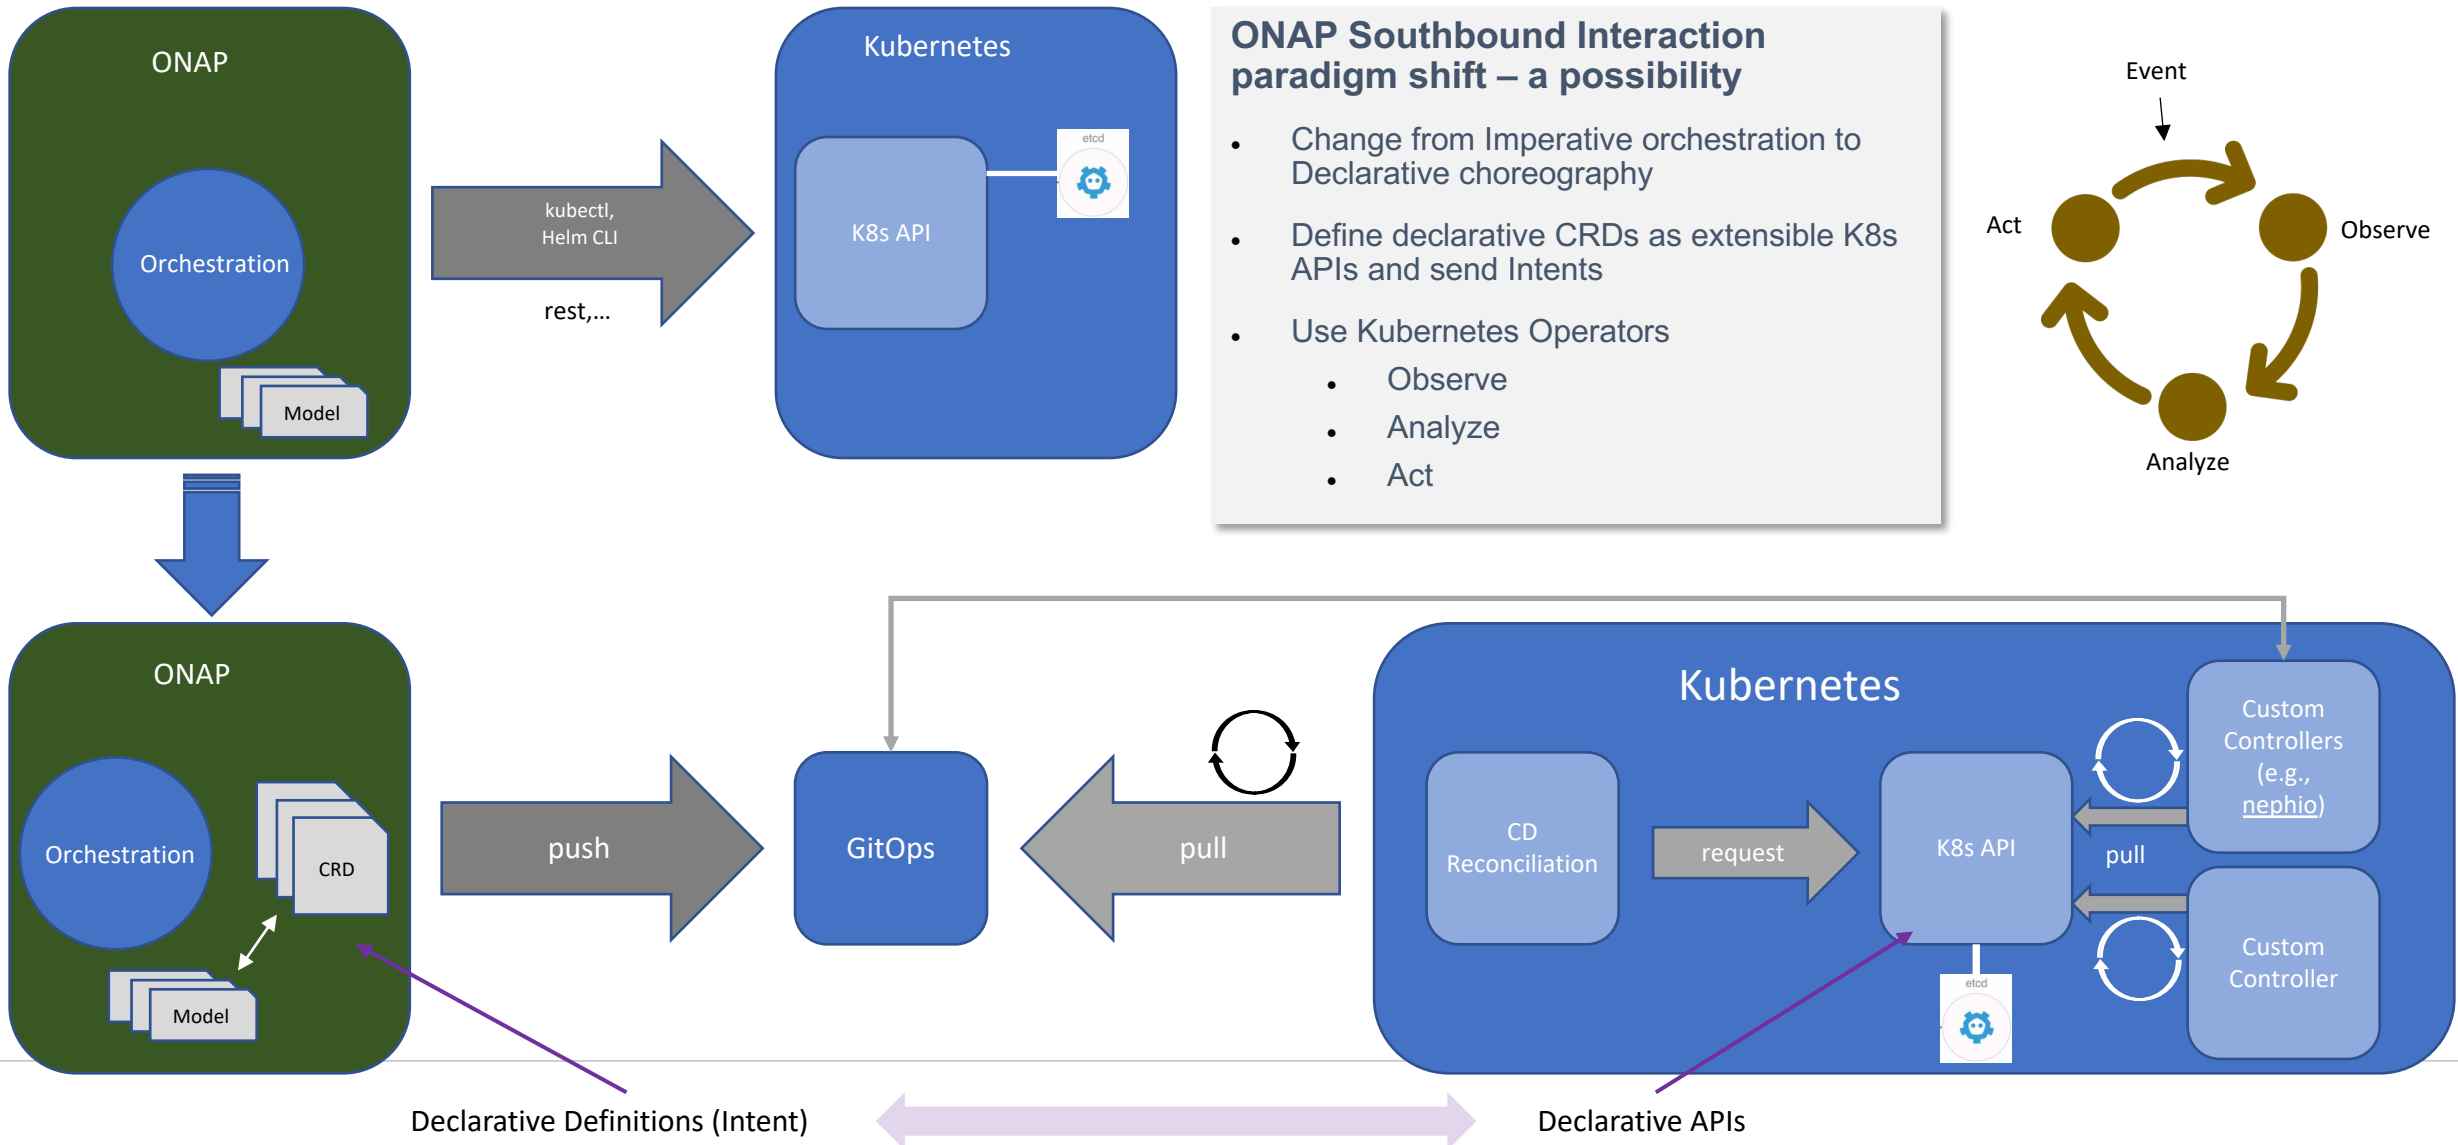 ONAP
Orchestration
Model
kubectl,
Helm CLI
rest,...
Kubernetes
K8s API
etcd
ONAP Southbound Interaction
paradigm shift – a possibility
• Change from Imperative orchestration to
Declarative choreography
• Define declarative CRDs as extensible K8s
APIs and send Intents
• Use Kubernetes Operators
• Observe
• Analyze
• Act
Event
Act
Observe
Analyze
ONAP
Orchestration
CRD
Model
push
GitOps
pull
Kubernetes
CD
Reconciliation
request
K8s API
etcd
pull
Custom
Controllers
(e.g.,
nephio)
Custom
Controller
Declarative Definitions (Intent)
Declarative APIs